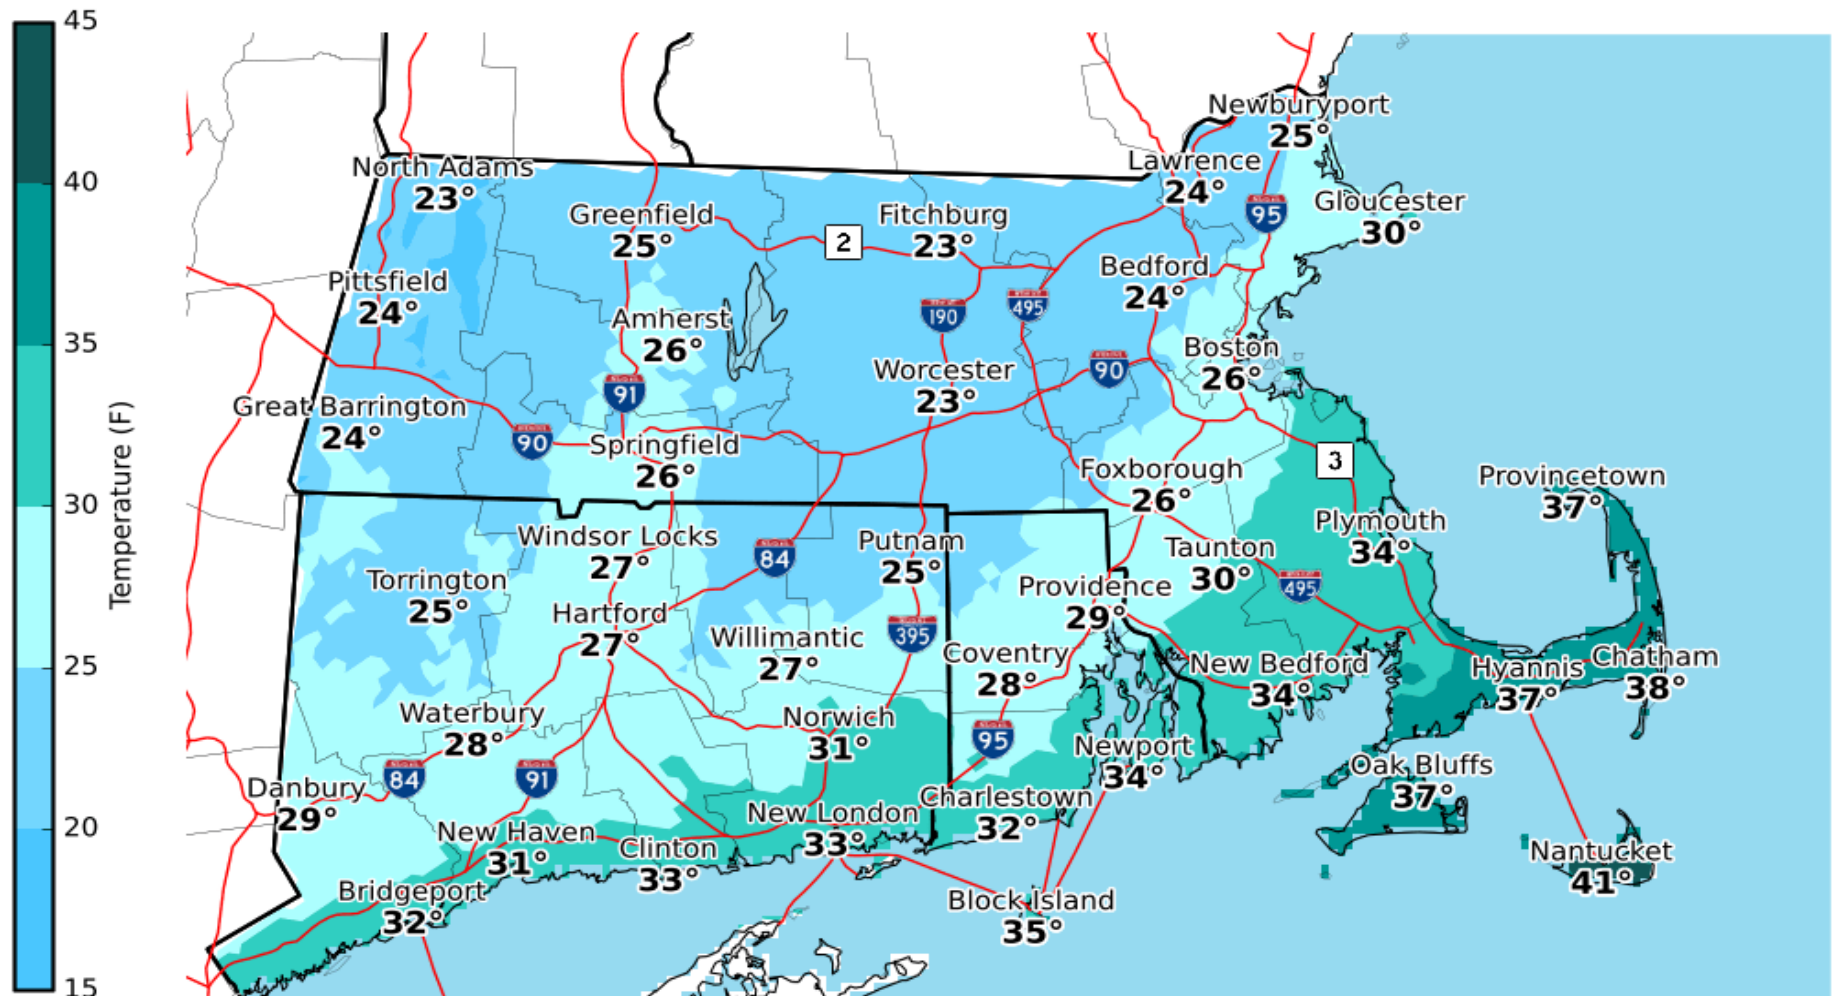 45
40
35
30
25
20
15
Temperature (F)
Newburyport
25°
North Adams
23°
Lawrence
24°
Greenfield
25°
Fitchburg
23°
Gloucester
30°
95
2
Pittsfield
24°
Bedford
24°
190
495
Amherst
26°
Boston
26°
Worcester
23°
90
91
Great Barrington
24°
90
Springfield
26°
Foxborough
26°
3
Provincetown
37°
Windsor Locks
27°
84
Putnam
25°
Plymouth
34°
Taunton
30°
Torrington
25°
Providence
29°
495
Hartford
27°
395
Willimantic
27°
Coventry
28°
New Bedford
34°
Hyannis
37°
Chatham
38°
Waterbury
28°
Norwich
31°
95
Newport
34°
Oak Bluffs
37°
84
91
Danbury
29°
New London
33°
Charlestown
32°
New Haven
31°
Clinton
33°
Nantucket
41°
Bridgeport
32°
Block Island
35°